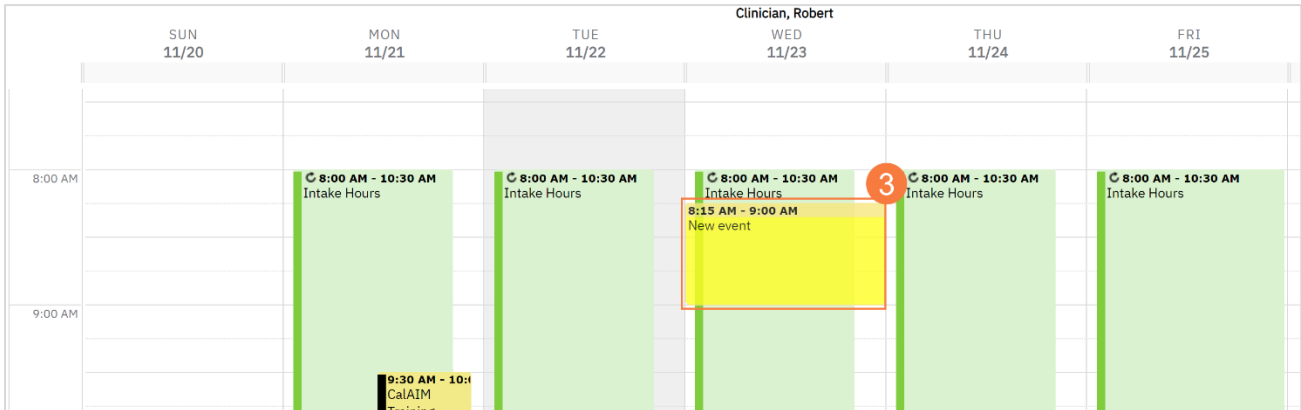 Clinician, Robert
SUN MON TUE WED THU FRI
11/20 11/21 11/22 11/23 11/24 11/25
8:00 AM
8:00 AM - 10:30 AM
Intake Hours
9:30 AM - 10:
CalAIM
Training
8:00 AM - 10:30 AM
Intake Hours
8:00 AM - 10:30 AM
Intake Hours
8:15 AM - 9:00 AM
New event
3
8:00 AM - 10:30 AM
Intake Hours
8:00 AM - 10:30 AM
Intake Hours
9:00 AM